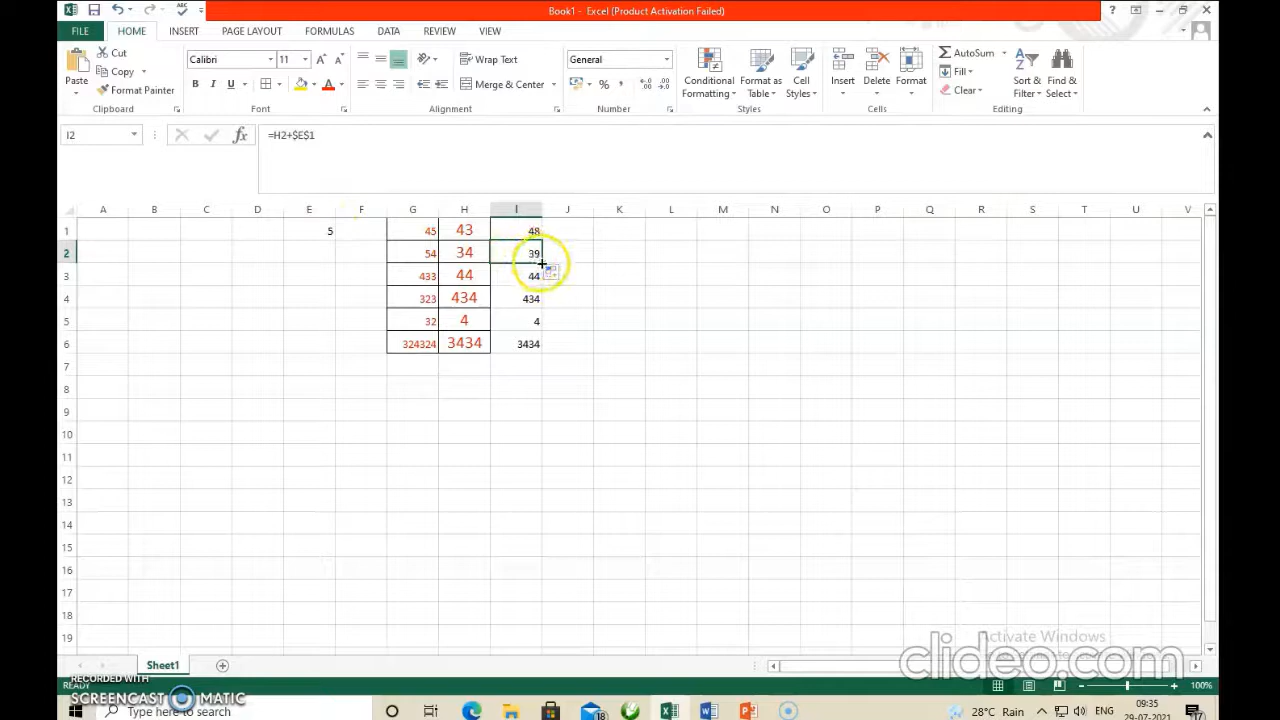 Book1 - Excel (Product Activation Failed)
FILE HOME INSERT PAGE LAYOUT FORMULAS DATA REVIEW VIEW
Paste Cut Copy Format Painter
Calibri 11
B I U
Wrap Text
Merge & Center
General
Conditional Formatting Format as Table Cell Styles
Insert Delete Format
AutoSum Fill Clear
Sort & Filter Find & Select
Clipboard Font Alignment Number Styles Cells Editing
I2 fx =H2+$E$1
A B C D E F G H I J K L M N O P Q R S T U V
1 5 45 43 48
2 54 34 39
3 433 44 44
4 323 434 434
5 32 4 4
6 324324 3434 3434
7
8
9
10
11
12
13
14
15
16
17
18
19
Activate Windows
clideo.com
Sheet1
RECORDED WITH
SCREENCAST MATIC
READY 100%
Type here to search
18
28°C Rain ENG 09:35
29-07-2021 17